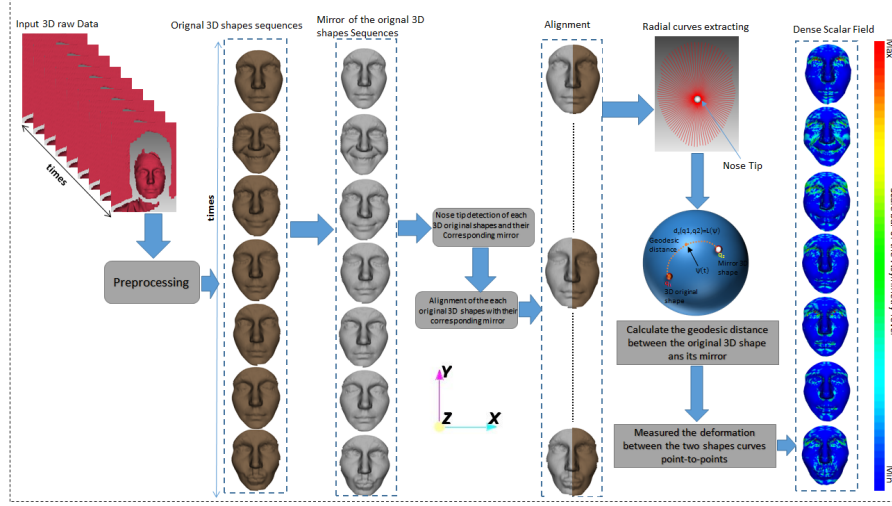 Input 3D raw Data
Orignal 3D shapes sequences
Mirror of the orignal 3D
shapes Sequences
Alignment
Radial curves extracting
Dense Scalar Field
Max
times
times
Preprocessing
Nose tip detection of each
3D original shapes and their
Corresponding mirror
Alignment of the each
original 3D shapes with their
corresponding mirror
Y
Z
X
Nose Tip
Geodesic
distance
Mirror 3D
shape
3D original
shape
Calculate the geodesic distance
between the original 3D shape
ans its mirror
Measured the deformation
between the two shapes curves
point-to-points
Min